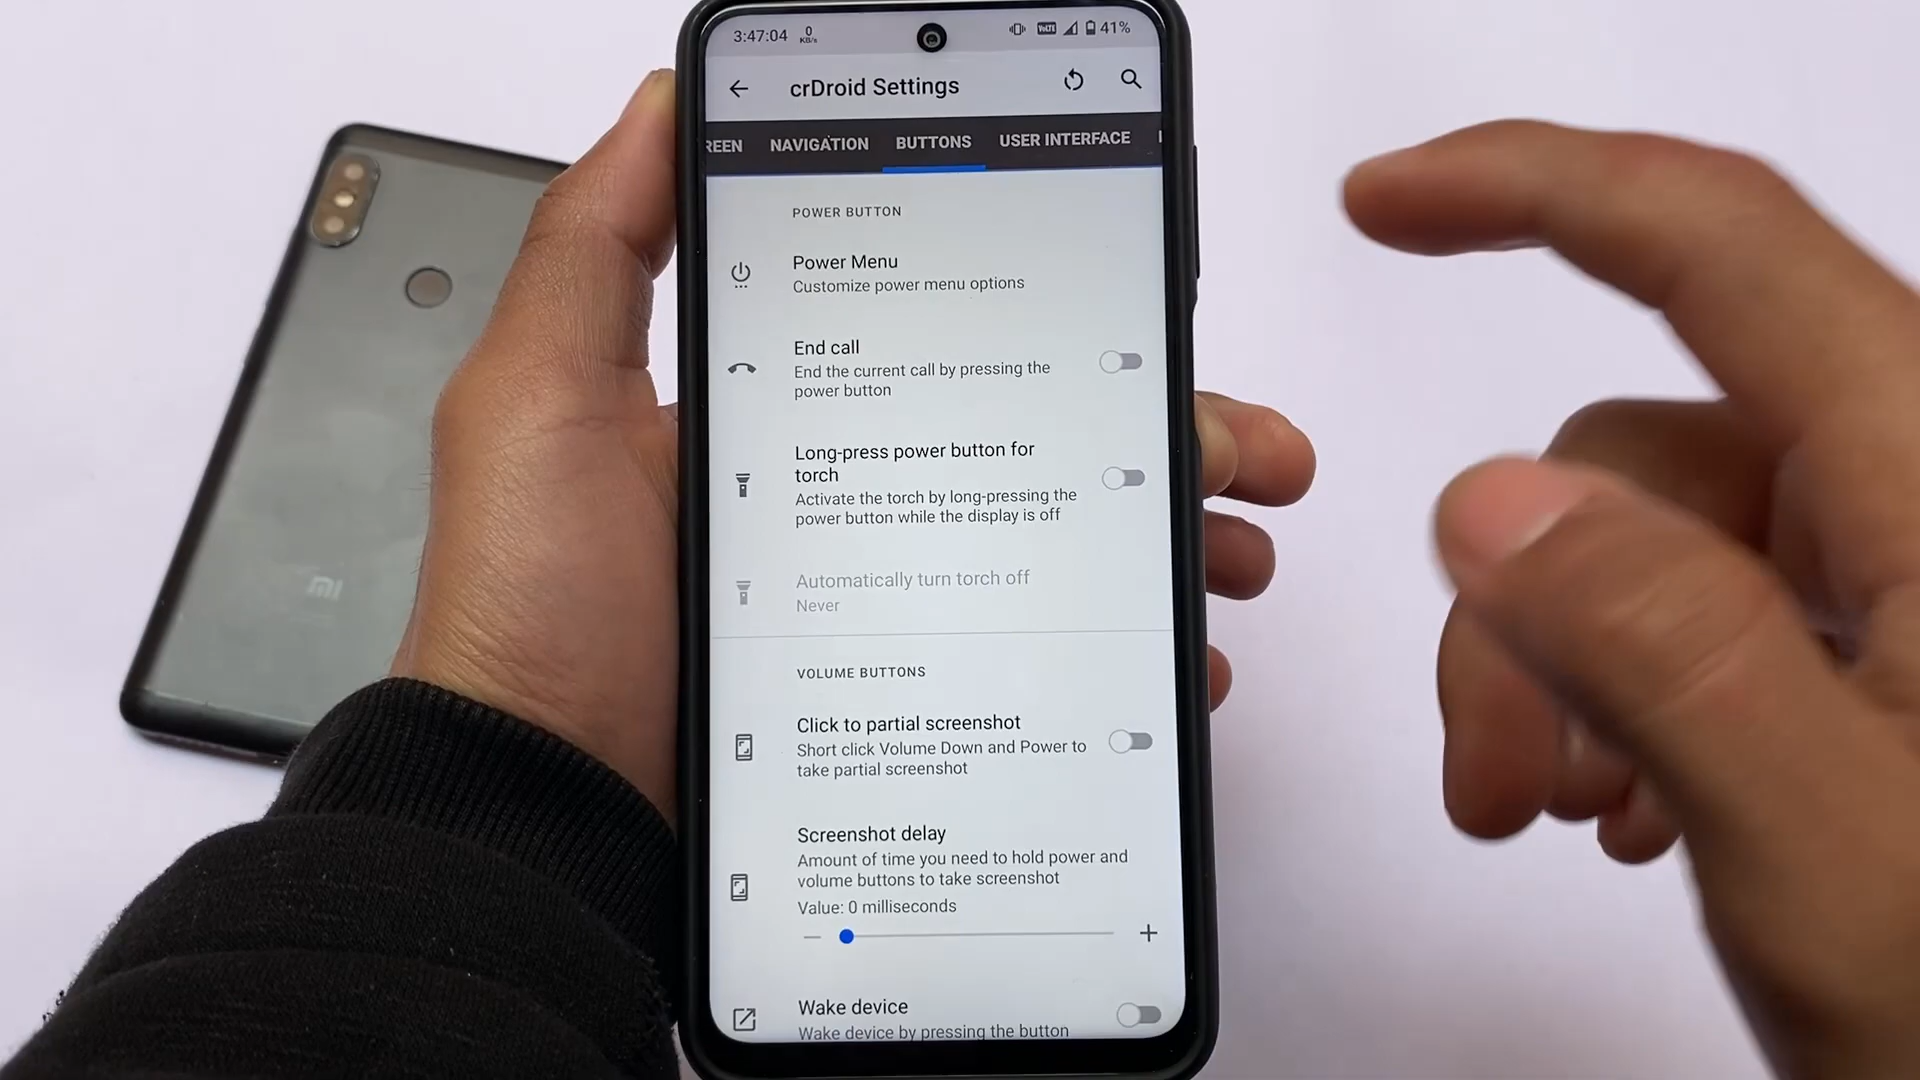 3:47:04 0 KB/s VoLTE 41%
crDroid Settings
REEN NAVIGATION BUTTONS USER INTERFACE
POWER BUTTON
Power Menu
Customize power menu options
End call
End the current call by pressing the
power button
Long-press power button for
torch
Activate the torch by long-pressing the
power button while the display is off
Automatically turn torch off
Never
VOLUME BUTTONS
Click to partial screenshot
Short click Volume Down and Power to
take partial screenshot
Screenshot delay
Amount of time you need to hold power and
volume buttons to take screenshot
Value: 0 milliseconds
Wake device
Wake device by pressing the button
mi